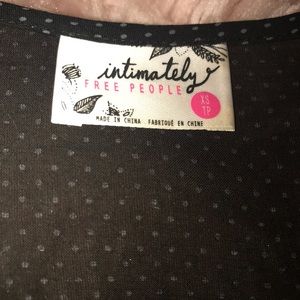 intimately
FREE PEOPLE
XS
TP
MADE IN CHINA FABRIQUÉ EN CHINE